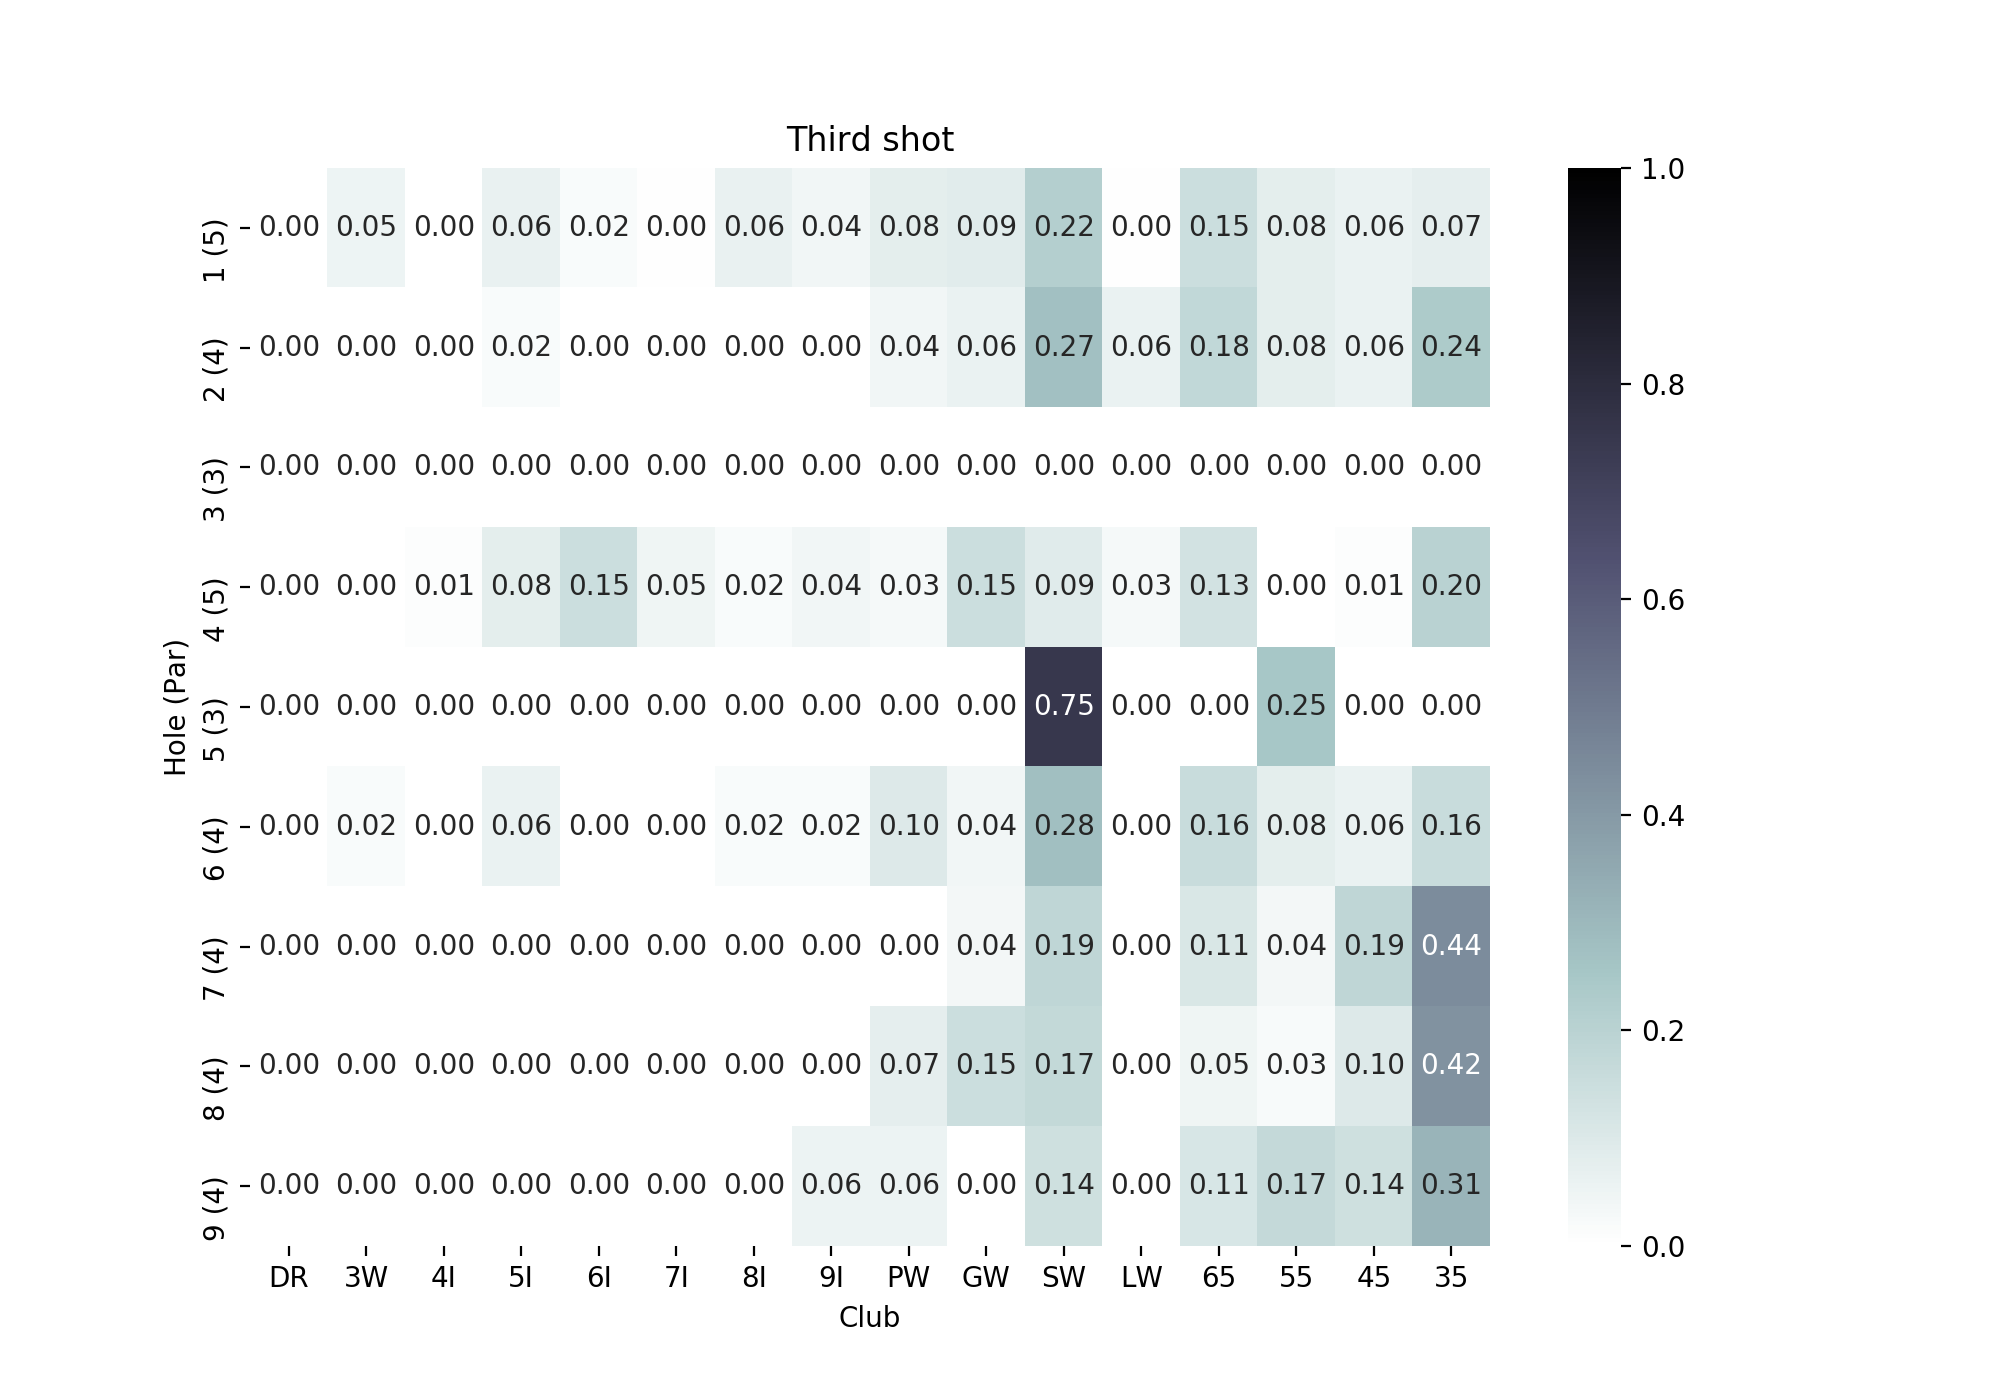 Third shot
1 (5) 0.00 0.05 0.00 0.06 0.02 0.00 0.06 0.04 0.08 0.09 0.22 0.00 0.15 0.08 0.06 0.07
2 (4) 0.00 0.00 0.00 0.02 0.00 0.00 0.00 0.00 0.04 0.06 0.27 0.06 0.18 0.08 0.06 0.24
3 (3) 0.00 0.00 0.00 0.00 0.00 0.00 0.00 0.00 0.00 0.00 0.00 0.00 0.00 0.00 0.00 0.00
4 (5) 0.00 0.00 0.01 0.08 0.15 0.05 0.02 0.04 0.03 0.15 0.09 0.03 0.13 0.00 0.01 0.20
5 (3) 0.00 0.00 0.00 0.00 0.00 0.00 0.00 0.00 0.00 0.00 0.75 0.00 0.00 0.25 0.00 0.00
6 (4) 0.00 0.02 0.00 0.06 0.00 0.00 0.02 0.02 0.10 0.04 0.28 0.00 0.16 0.08 0.06 0.16
7 (4) 0.00 0.00 0.00 0.00 0.00 0.00 0.00 0.00 0.00 0.04 0.19 0.00 0.11 0.04 0.19 0.44
8 (4) 0.00 0.00 0.00 0.00 0.00 0.00 0.00 0.00 0.07 0.15 0.17 0.00 0.05 0.03 0.10 0.42
9 (4) 0.00 0.00 0.00 0.00 0.00 0.00 0.00 0.06 0.06 0.00 0.14 0.00 0.11 0.17 0.14 0.31
DR 3W 4I 5I 6I 7I 8I 9I PW GW SW LW 65 55 45 35
Club
Hole (Par)
1.0
0.8
0.6
0.4
0.2
0.0